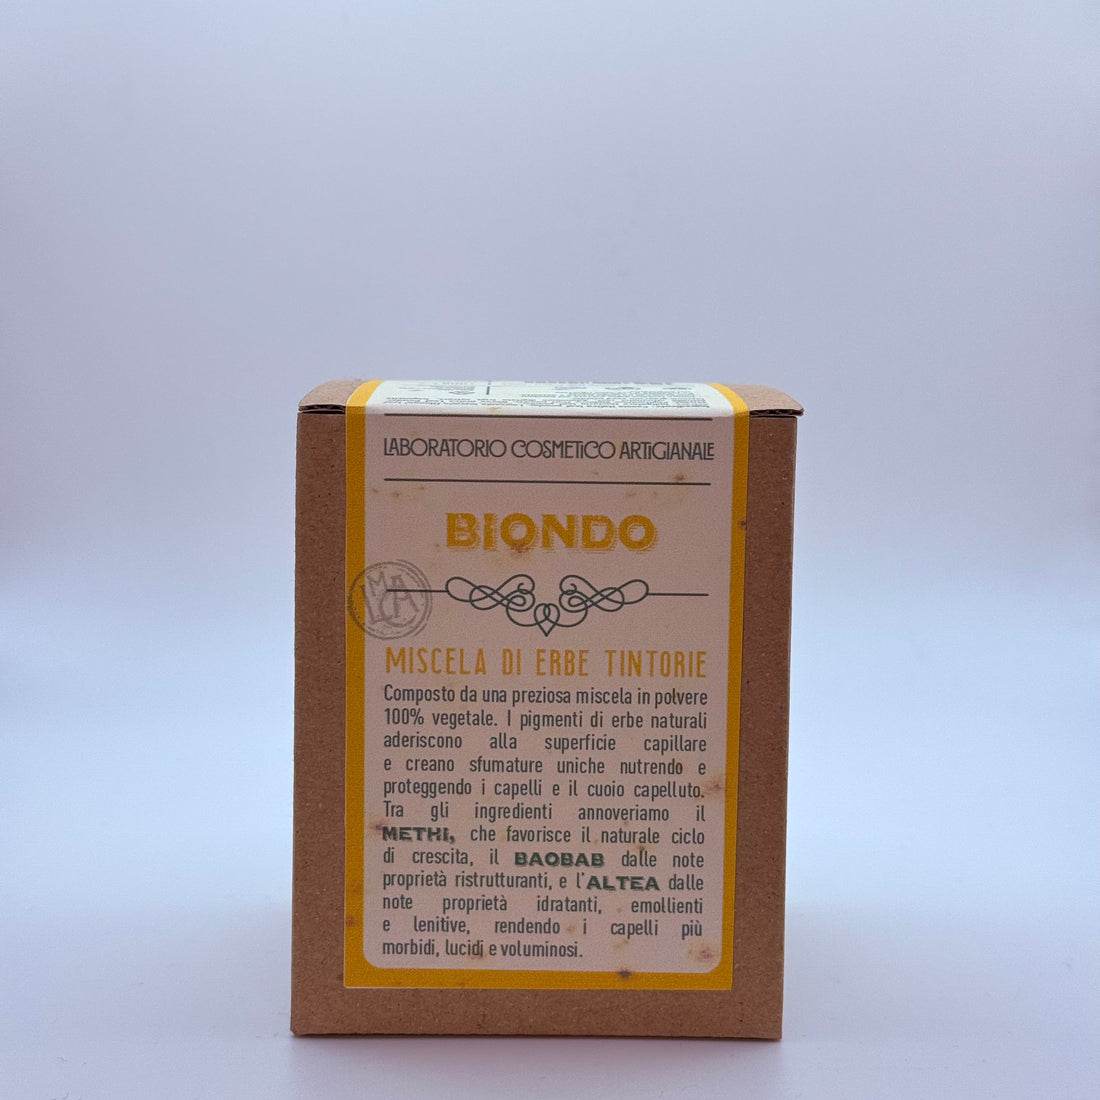 LABORATORIO COSMETICO ARTIGIANALE
BIONDO
LMCA
MISCELA DI ERBE TINTORIE
Composto da una preziosa miscela in polvere
100% vegetale. I pigmenti di erbe naturali
aderiscono alla superficie capillare
e creano sfumature uniche nutrendo e
proteggendo i capelli e il cuoio capelluto.
Tra gli ingredienti annoveriamo il
METHI, che favorisce il naturale ciclo
di crescita, il BAOBAB dalle note
proprietà ristrutturanti, e l'ALTEA dalle
note proprietà idratanti, emollienti
e lenitive, rendendo i capelli più
morbidi, lucidi e voluminosi.